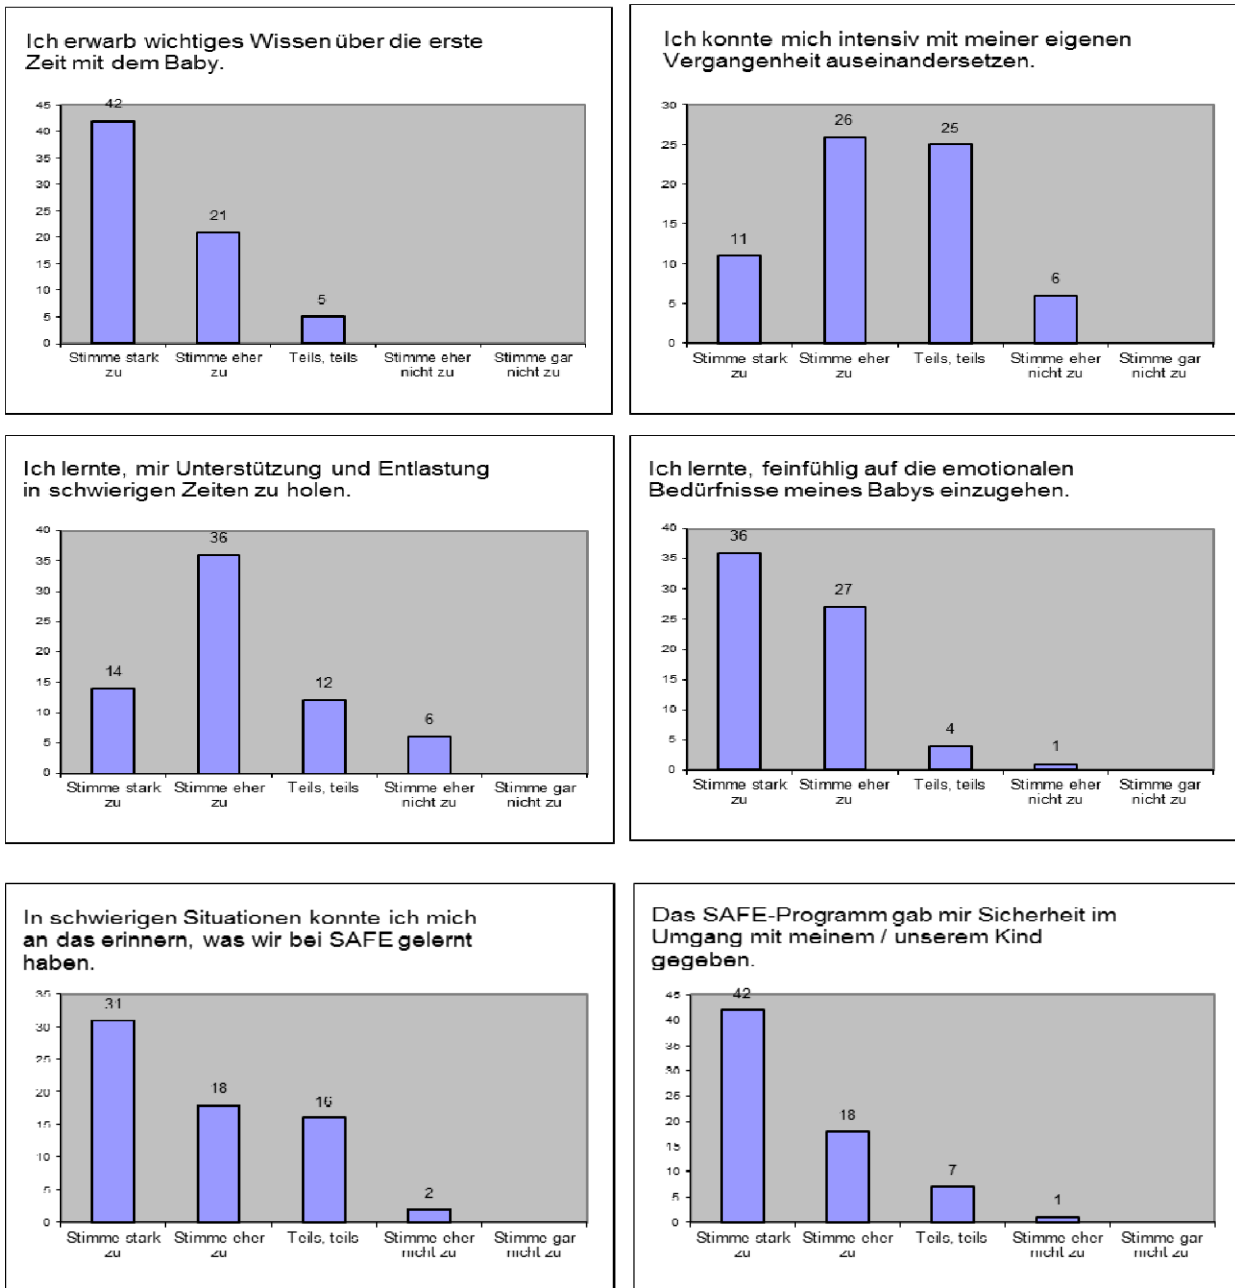 Ich erwarb wichtiges Wissen über die erste
Zeit mit dem Baby.
45
40
35
30
25
20
15
10
5
0
42
21
5
Stimme stark zu
Stimme eher zu
Teils, teils
Stimme eher nicht zu
Stimme gar nicht zu
Ich konnte mich intensiv mit meiner eigenen
Vergangenheit auseinandersetzen.
30
25
20
15
10
5
0
11
26
25
6
Stimme stark zu
Stimme eher zu
Teils, teils
Stimme eher nicht zu
Stimme gar nicht zu
Ich lernte, mir Unterstützung und Entlastung
in schwierigen Zeiten zu holen.
40
35
30
25
20
15
10
5
0
14
36
12
6
Stimme stark zu
Stimme eher zu
Teils, teils
Stimme eher nicht zu
Stimme gar nicht zu
Ich lernte, feinfühlig auf die emotionalen
Bedürfnisse meines Babys einzugehen.
40
35
30
25
20
15
10
5
0
36
27
4
1
Stimme stark zu
Stimme eher zu
Teils, teils
Stimme eher nicht zu
Stimme gar nicht zu
In schwierigen Situationen konnte ich mich
an das erinnern, was wir bei SAFE gelernt
haben.
35
30
25
20
15
10
5
0
31
18
16
2
Stimme stark zu
Stimme eher zu
Teils, teils
Stimme eher nicht zu
Stimme gar nicht zu
Das SAFE-Programm gab mir Sicherheit im
Umgang mit meinem / unserem Kind
gegeben.
45
40
35
30
25
20
15
10
5
0
42
18
7
1
Stimme stark zu
Stimme eher zu
Teils, teils
Stimme eher nicht zu
Stimme gar nicht zu